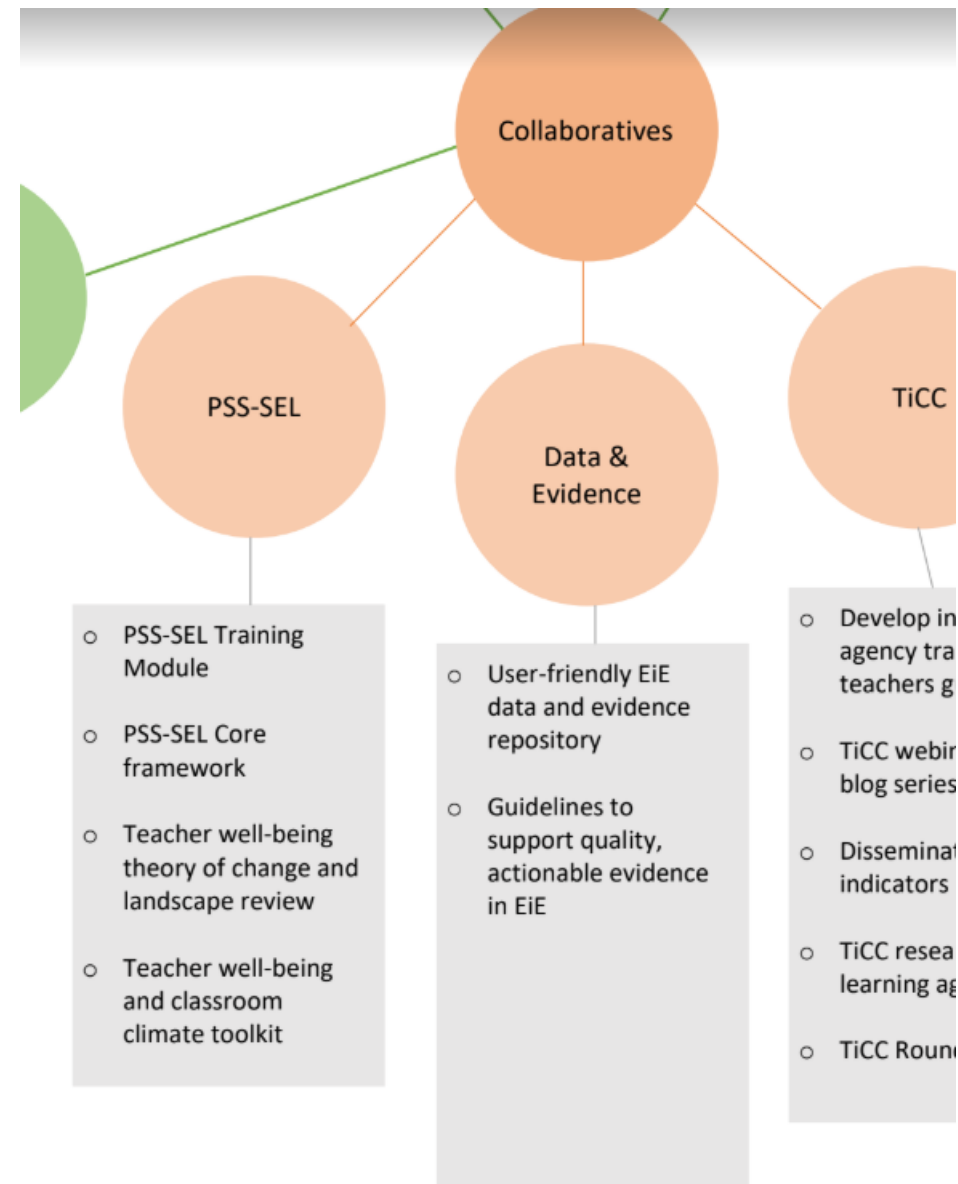 Collaboratives
PSS-SEL
Data &
Evidence
TiCC
o PSS-SEL Training
Module
o PSS-SEL Core
framework
o Teacher well-being
theory of change and
landscape review
o Teacher well-being
and classroom
climate toolkit
o User-friendly EiE
data and evidence
repository
o Guidelines to
support quality,
actionable evidence
in EiE
o Develop
agency
teachers
o TiCC
blog series
o
indicators
o TiCC
learning
o TiCC